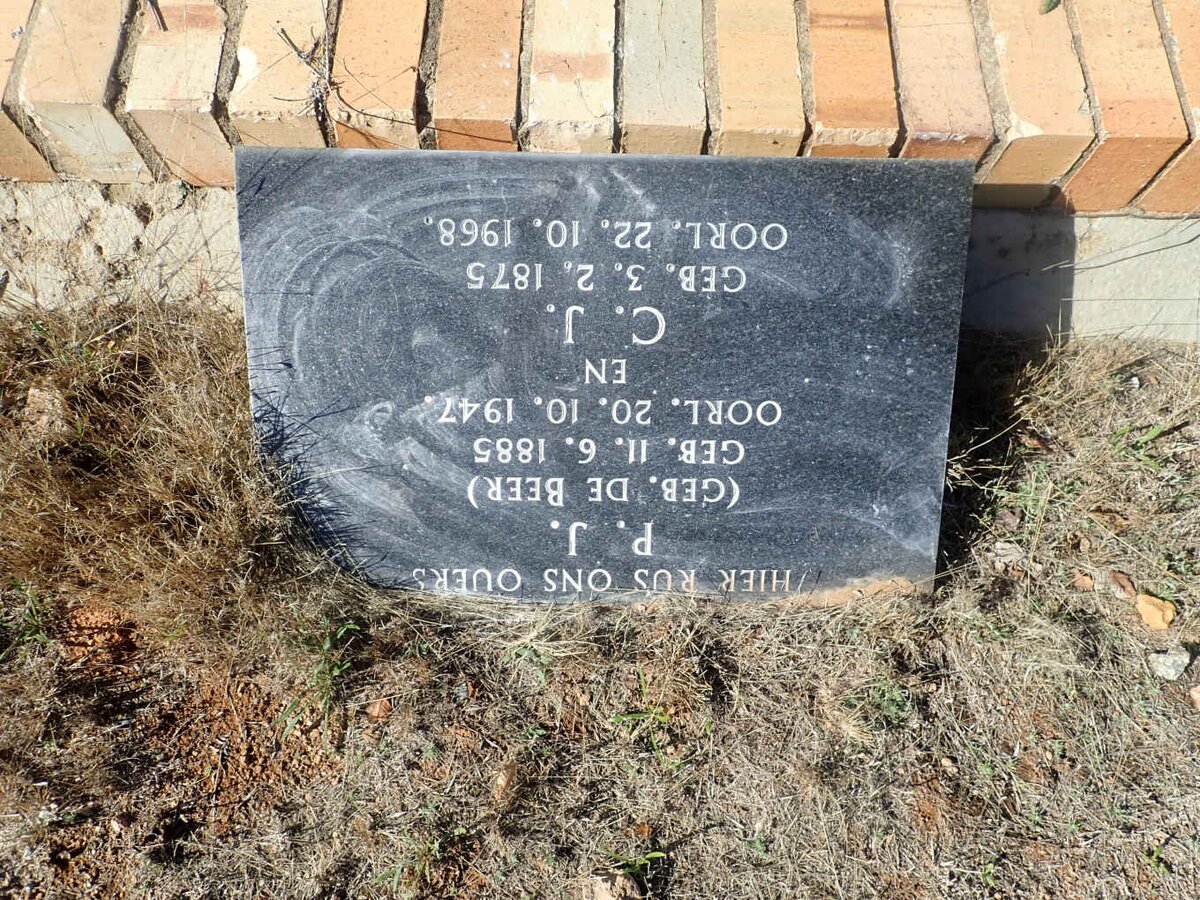 HIER RUS ONS OUERS
P. J.
(GEB. DE BEER)
GEB. 11. 6. 1885
OORL. 20. 10. 1947.
EN
C. J.
GEB. 3. 2. 1875
OORL. 22. 10. 1968.